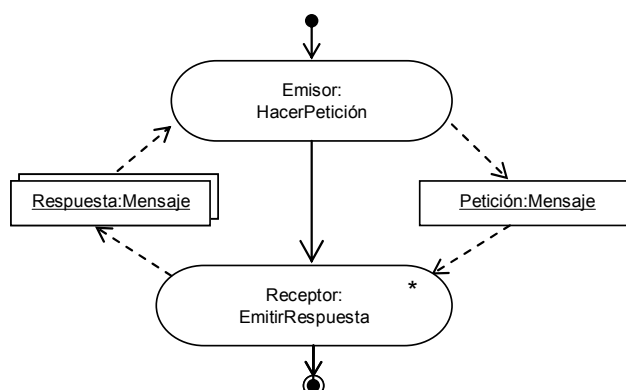 Emisor:
HacerPetición
Respuesta:Mensaje
Petición:Mensaje
Receptor:
*
EmitirRespuesta